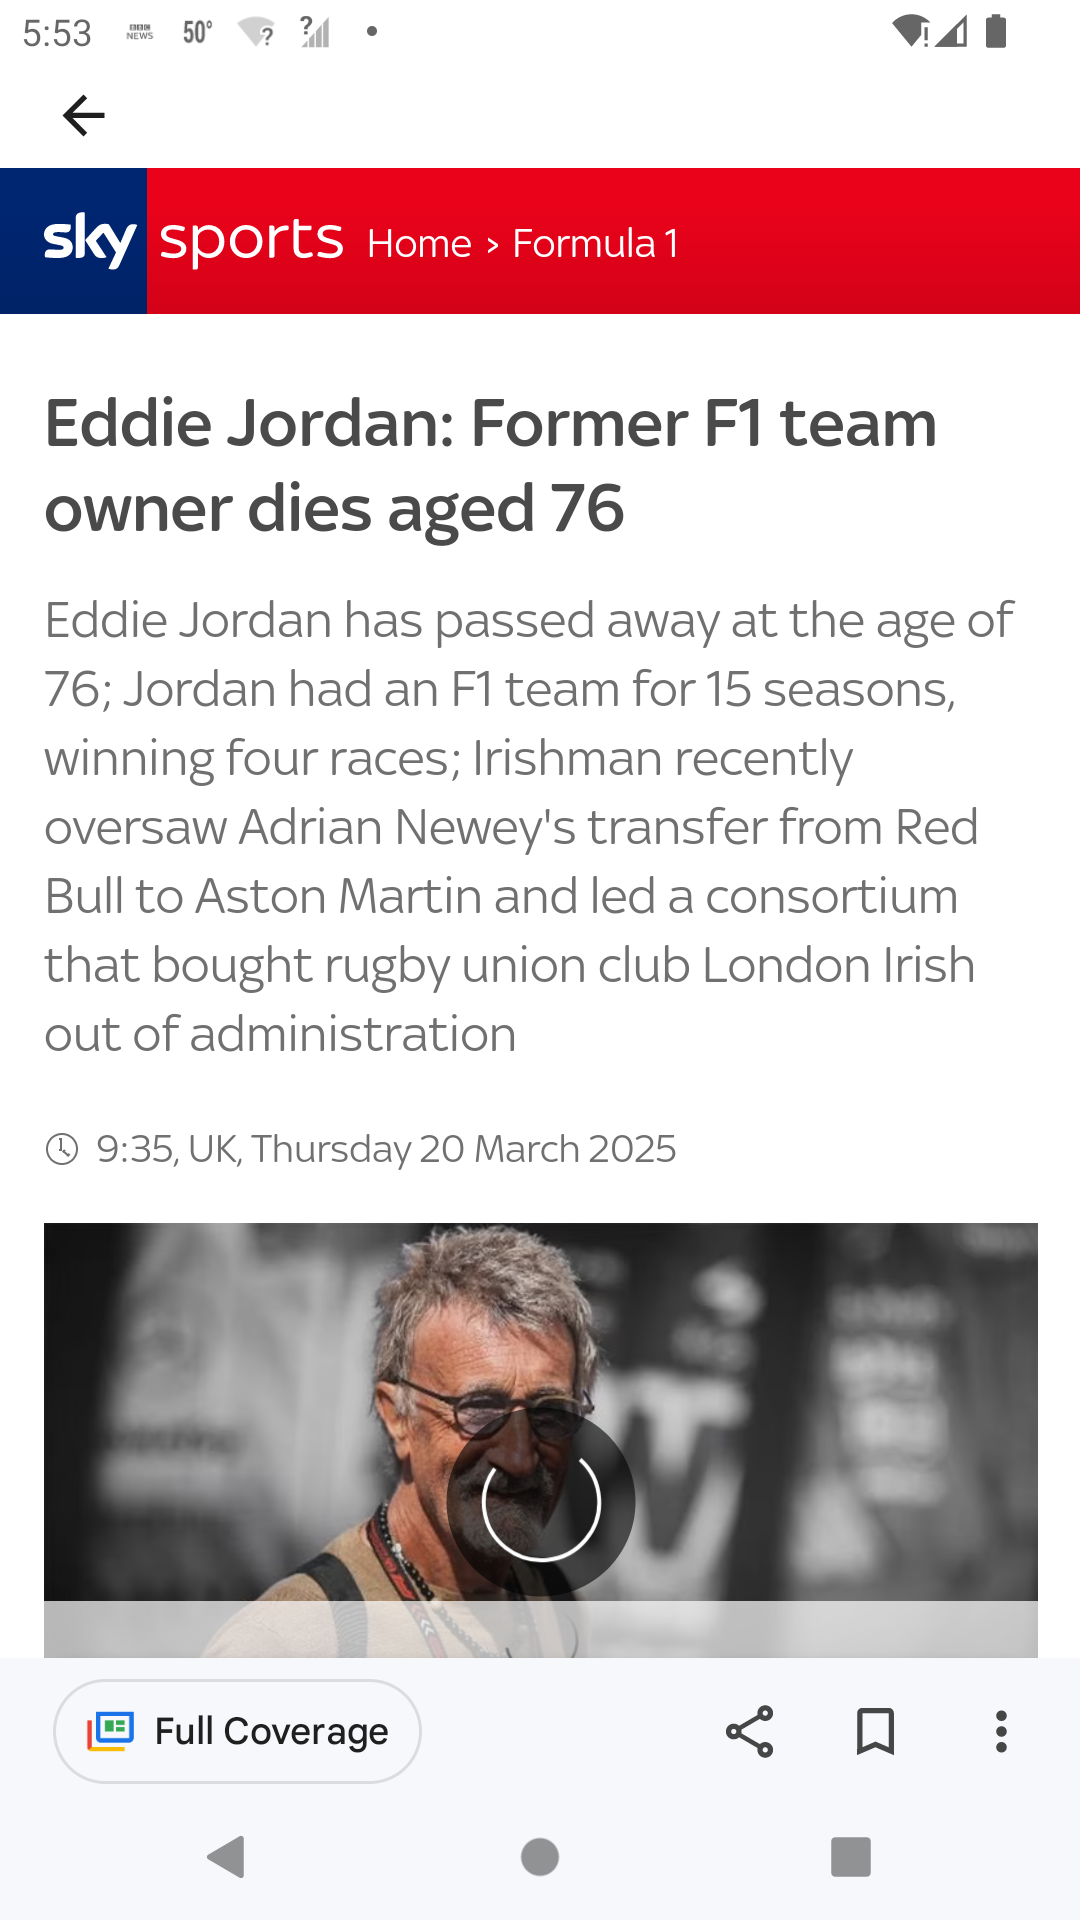 5:53 BBC NEWS 50° ? ?
sky sports Home > Formula 1
Eddie Jordan: Former F1 team
owner dies aged 76
Eddie Jordan has passed away at the age of
76; Jordan had an F1 team for 15 seasons,
winning four races; Irishman recently
oversaw Adrian Newey's transfer from Red
Bull to Aston Martin and led a consortium
that bought rugby union club London Irish
out of administration
9:35, UK, Thursday 20 March 2025
Full Coverage